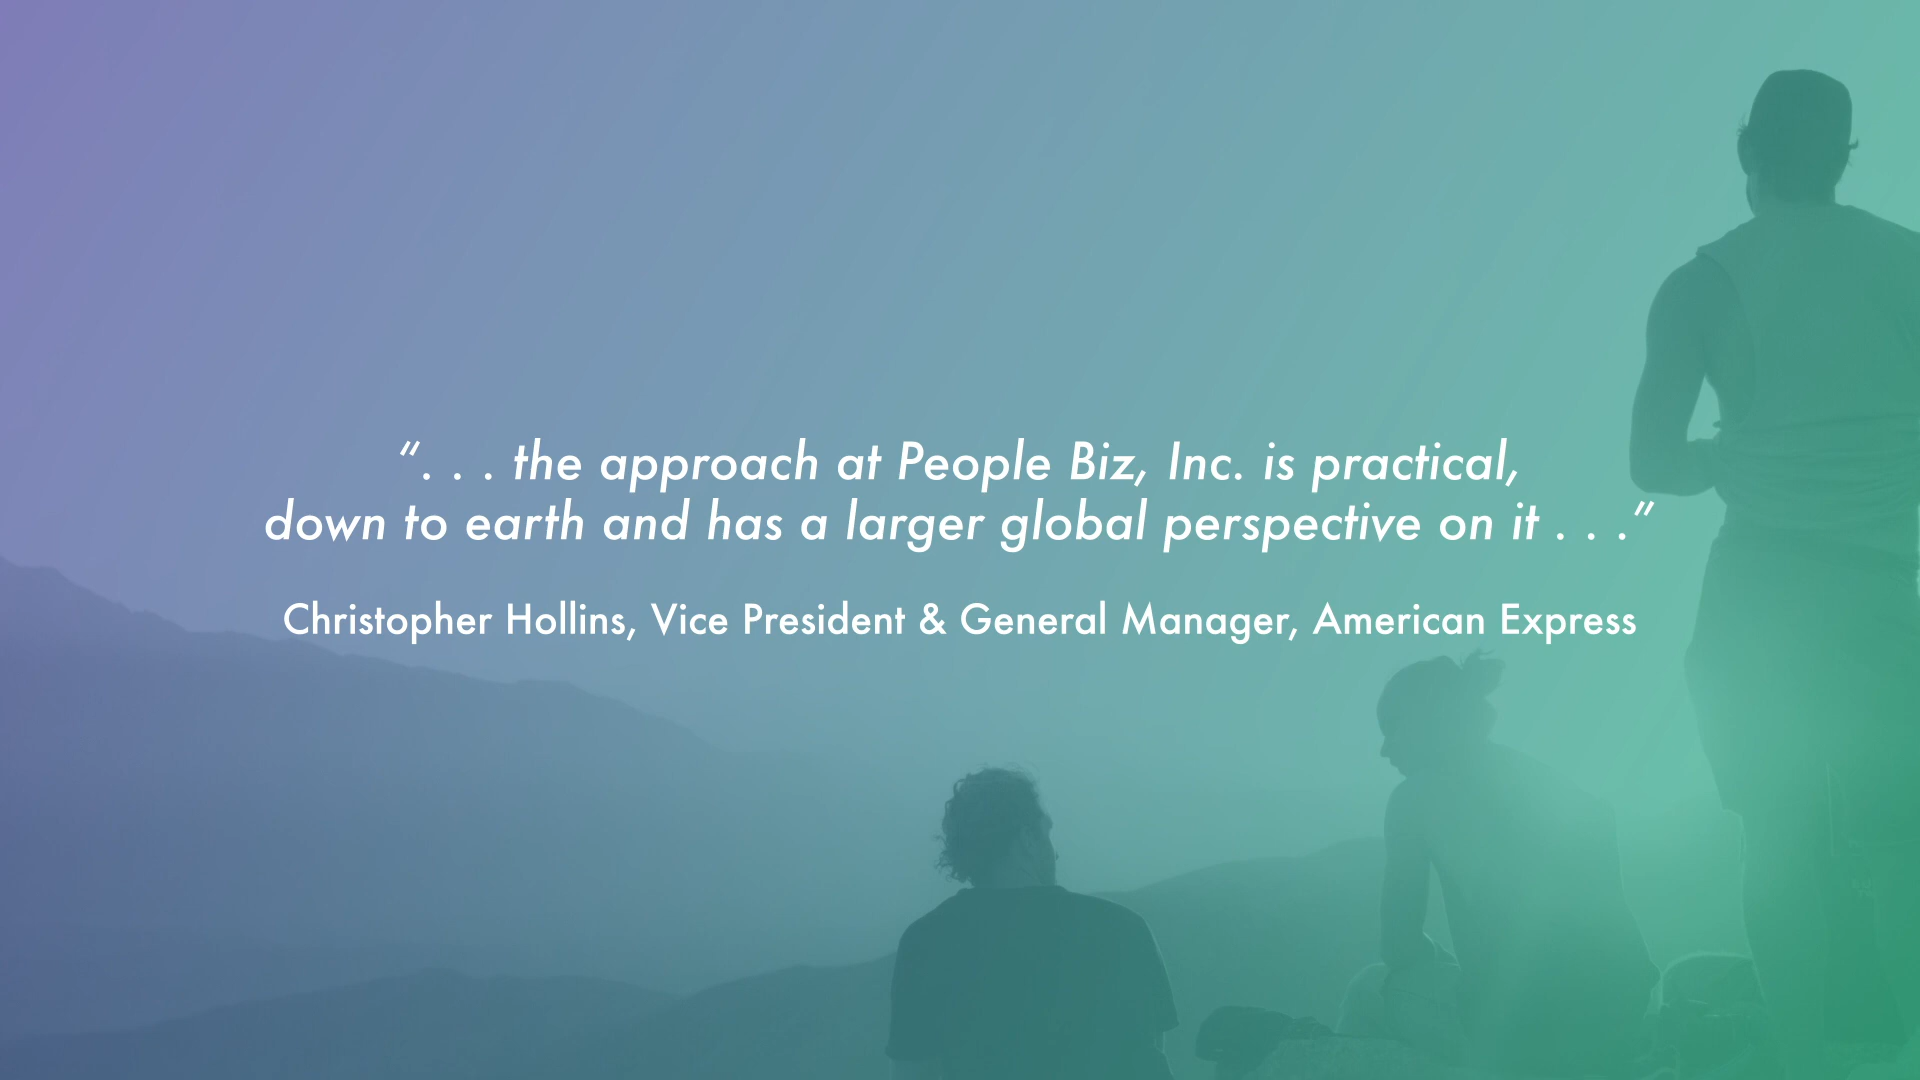 “. . . the approach at People Biz, Inc. is practical,
down to earth and has a larger global perspective on it . . .”
Christopher Hollins, Vice President & General Manager, American Express